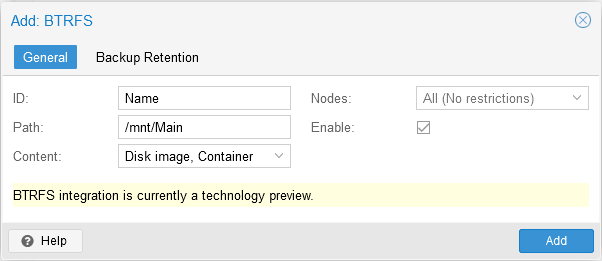 Add: BTRFS
General Backup Retention
ID: Name Nodes: All (No restrictions)
Path: /mnt/Main Enable:
Content: Disk image, Container
BTRFS integration is currently a technology preview.
Help Add